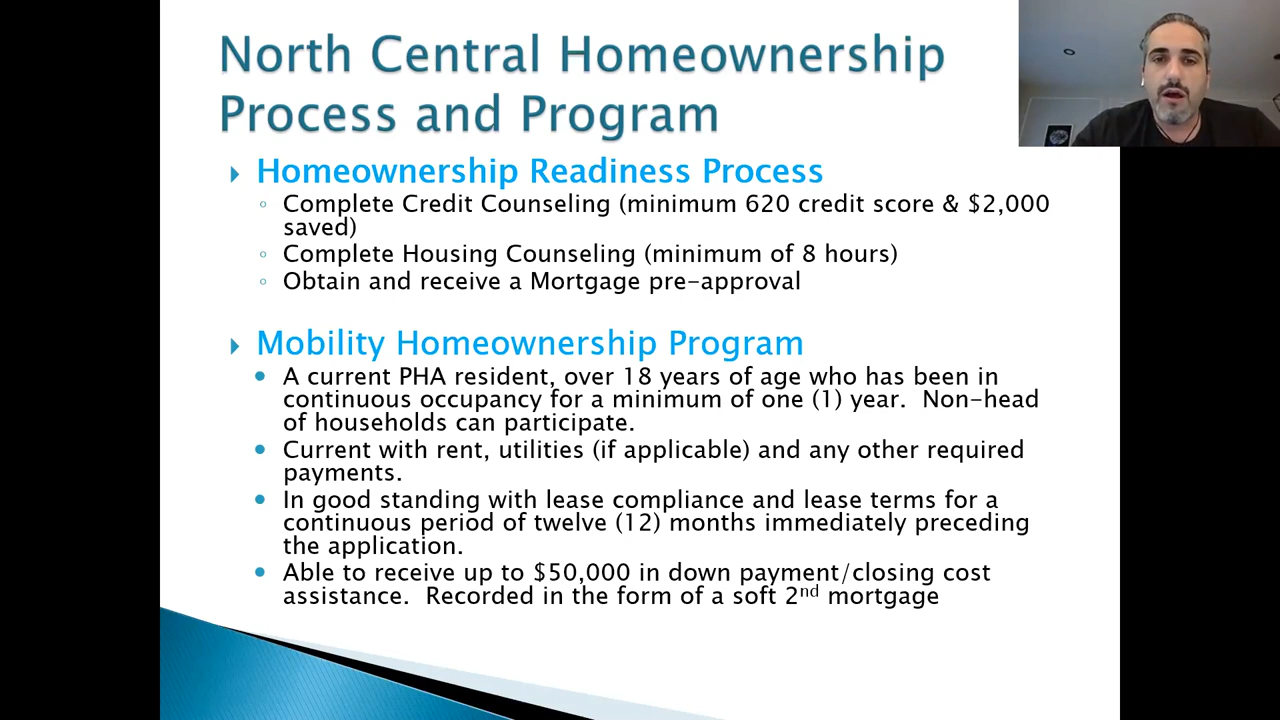 North Central Homeownership
Process and Program
Homeownership Readiness Process
Complete Credit Counseling (minimum 620 credit score & $2,000
saved)
Complete Housing Counseling (minimum of 8 hours)
Obtain and receive a Mortgage pre-approval
Mobility Homeownership Program
A current PHA resident, over 18 years of age who has been in
continuous occupancy for a minimum of one (1) year.  Non-head
of households can participate.
Current with rent, utilities (if applicable) and any other required
payments.
In good standing with lease compliance and lease terms for a
continuous period of twelve (12) months immediately preceding
the application.
Able to receive up to $50,000 in down payment/closing cost
assistance.  Recorded in the form of a soft 2nd mortgage